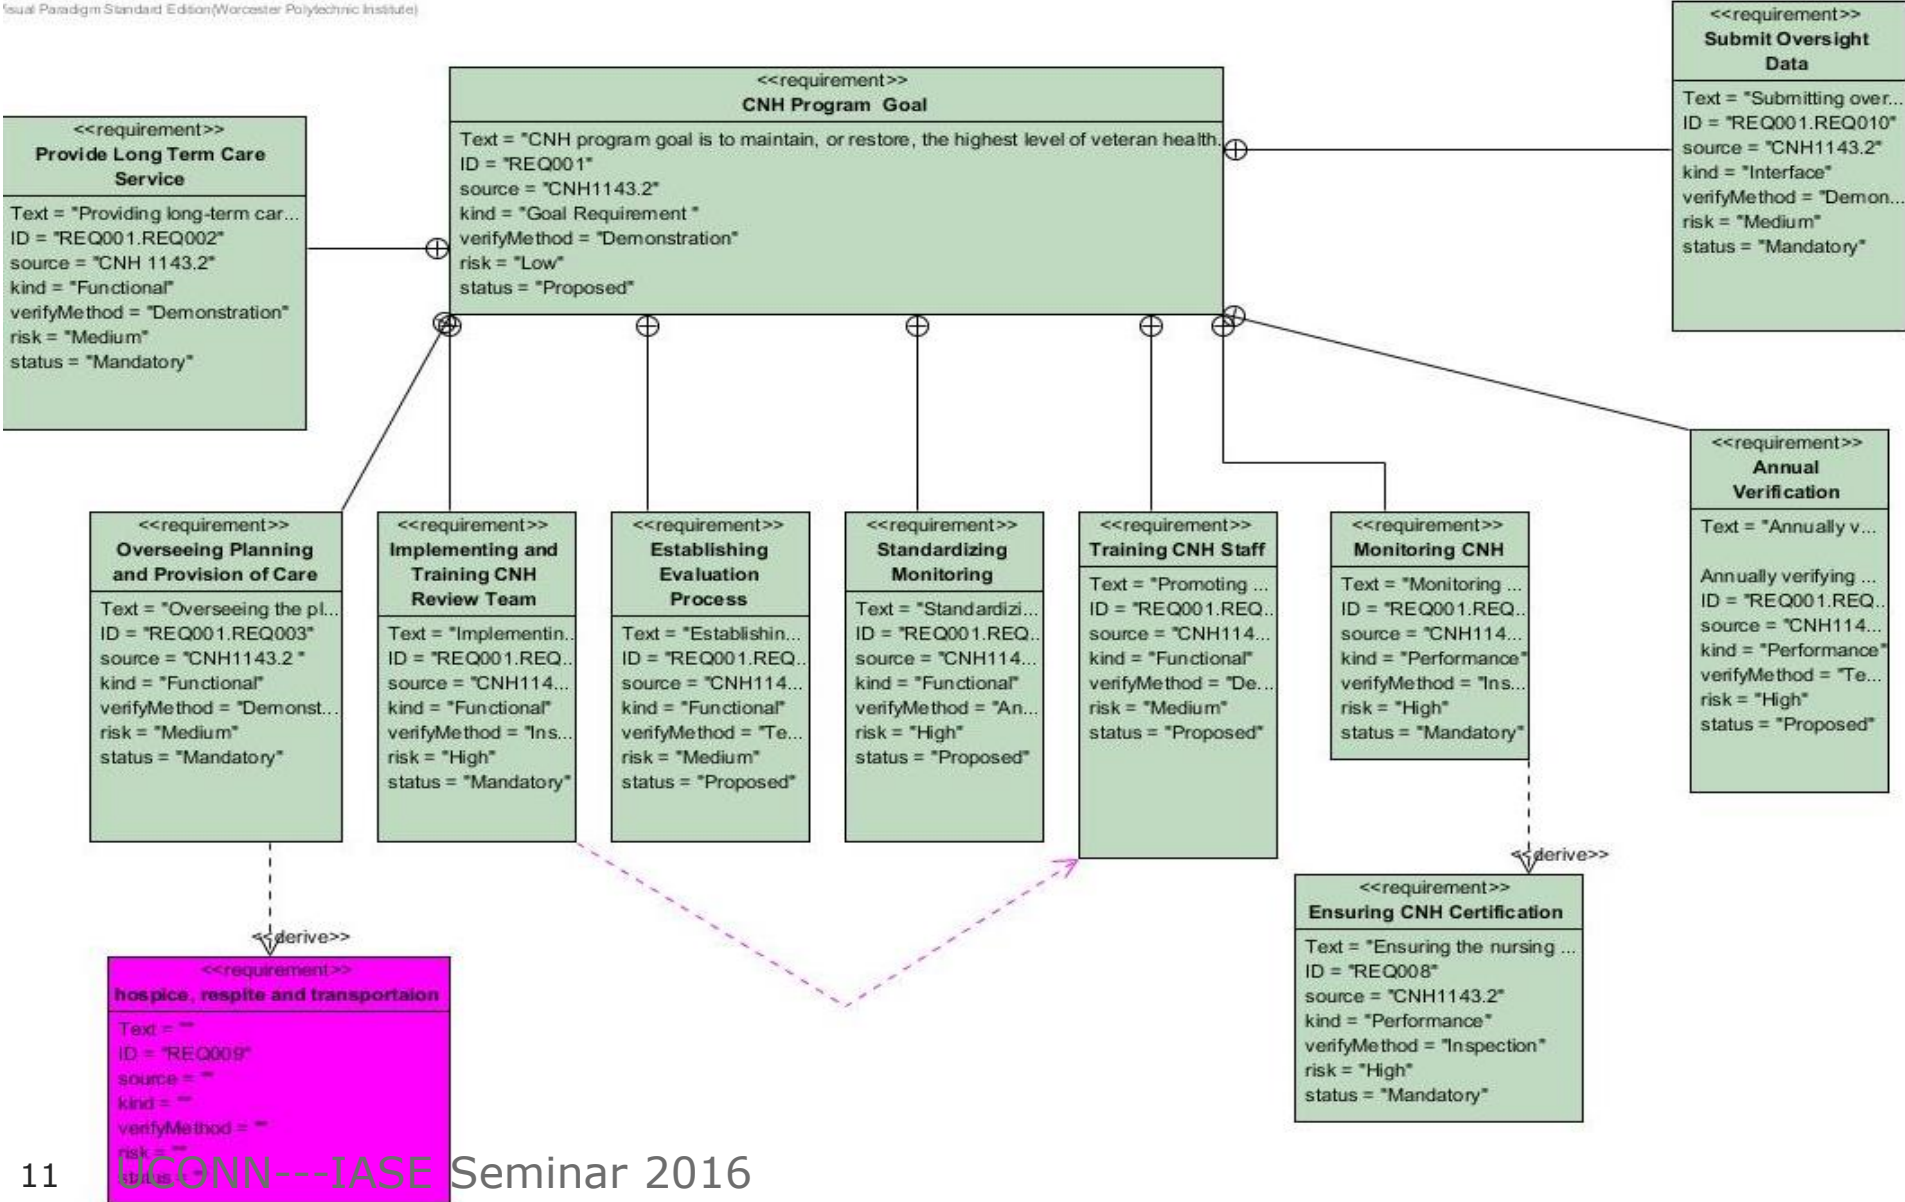 Visual Paradigm Standard Edition(Worcester Polytechnic Institute)
<<requirement>>
Provide Long Term Care
Service
Text = "Providing long-term car...
ID = "REQ001.REQ002"
source = "CNH 1143.2"
kind = "Functional"
verifyMethod = "Demonstration"
risk = "Medium"
status = "Mandatory"
<<requirement>>
CNH Program Goal
Text = "CNH program goal is to maintain, or restore, the highest level of veteran health.
ID = "REQ001"
source = "CNH1143.2"
kind = "Goal Requirement "
verifyMethod = "Demonstration"
risk = "Low"
status = "Proposed"
<<requirement>>
Submit Oversight
Data
Text = "Submitting over...
ID = "REQ001.REQ010"
source = "CNH1143.2"
kind = "Interface"
verifyMethod = "Demon...
risk = "Medium"
status = "Mandatory"
<<requirement>>
Overseeing Planning
and Provision of Care
Text = "Overseeing the pl...
ID = "REQ001.REQ003"
source = "CNH1143.2 "
kind = "Functional"
verifyMethod = "Demonst...
risk = "Medium"
status = "Mandatory"
<<requirement>>
Implementing and
Training CNH
Review Team
Text = "Implementin..
ID = "REQ001.REQ..
source = "CNH114...
kind = "Functional"
verifyMethod = "Ins...
risk = "High"
status = "Mandatory"
<<requirement>>
Establishing
Evaluation
Process
Text = "Establishin...
ID = "REQ001.REQ..
source = "CNH114...
kind = "Functional"
verifyMethod = "Te...
risk = "Medium"
status = "Proposed"
<<requirement>>
Standardizing
Monitoring
Text = "Standardizi...
ID = "REQ001.REQ..
source = "CNH114...
kind = "Functional"
verifyMethod = "An...
risk = "High"
status = "Proposed"
<<requirement>>
Training CNH Staff
Text = "Promoting ...
ID = "REQ001.REQ..
source = "CNH114...
kind = "Functional"
verifyMethod = "De...
risk = "Medium"
status = "Proposed"
<<requirement>>
Monitoring CNH
Text = "Monitoring ...
ID = "REQ001.REQ..
source = "CNH114...
kind = "Performance"
verifyMethod = "Ins...
risk = "High"
status = "Mandatory"
<<requirement>>
Annual
Verification
Text = "Annually v...
Annually verifying ...
ID = "REQ001.REQ..
source = "CNH114...
kind = "Performance"
verifyMethod = "Te...
risk = "High"
status = "Proposed"
<<derive>>
<<requirement>>
hospice, respite and transportaion
Text = ""
ID = "REQ009"
source = ""
kind = ""
verifyMethod = ""
risk = ""
status = ""
<<derive>>
<<requirement>>
Ensuring CNH Certification
Text = "Ensuring the nursing ...
ID = "REQ008"
source = "CNH1143.2"
kind = "Performance"
verifyMethod = "Inspection"
risk = "High"
status = "Mandatory"
11
UCONN---IASE Seminar 2016